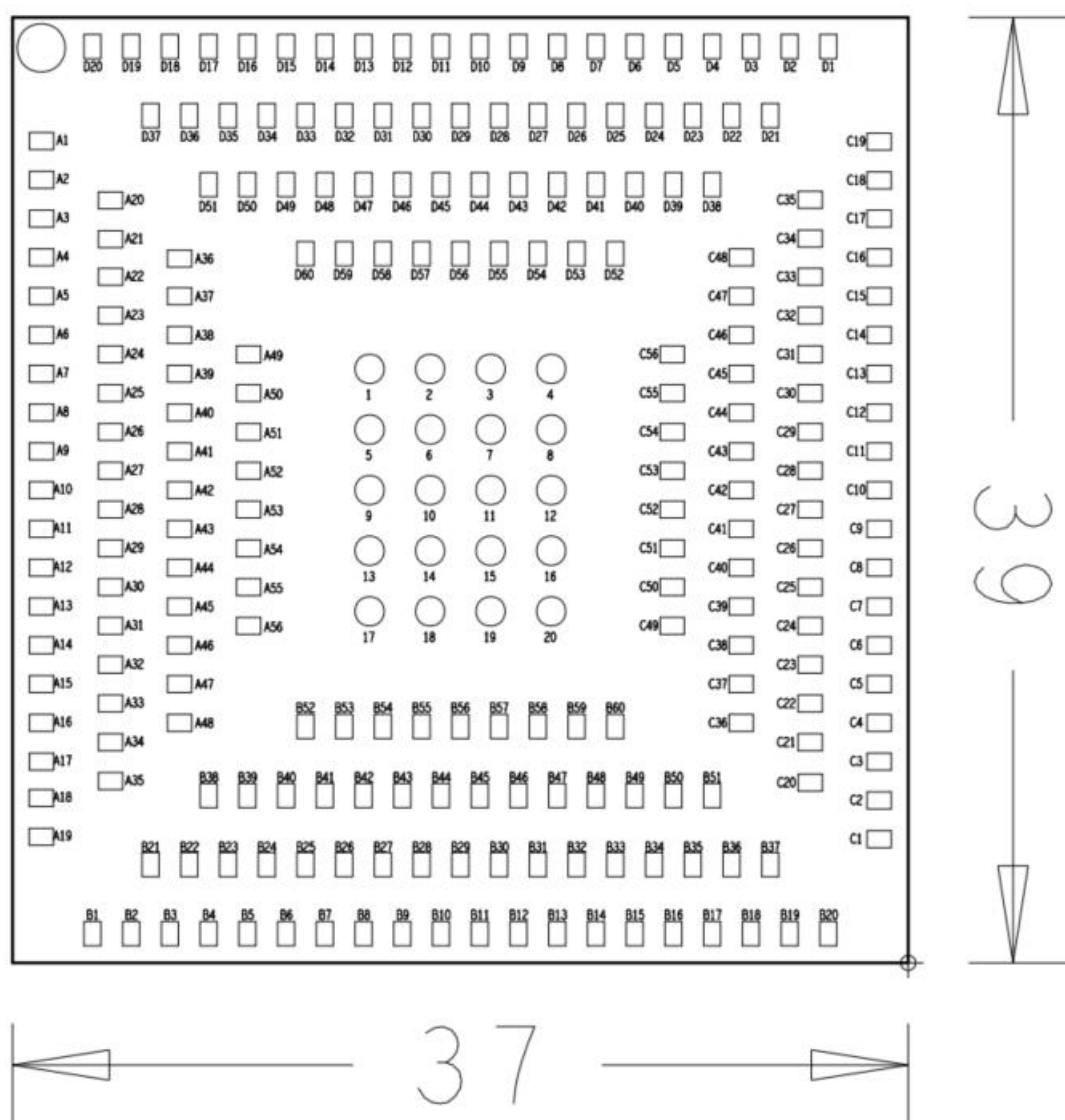 D20 D19 D18 D17 D16 D15 D14 D13 D12 D11 D10 D9 D8 D7 D6 D5 D4 D3 D2 D1
D37 D36 D35 D34 D33 D32 D31 D30 D29 D28 D27 D26 D25 D24 D23 D22 D21
A1 C19
A2 C18
A20 C35
D51 D50 D49 D48 D47 D46 D45 D44 D43 D42 D41 D40 D39 D38
A3 C17
A21 C34
A4 A36 C48 C16
A22 C33
D60 D59 D58 D57 D56 D55 D54 D53 D52
A5 A37 C47 C15
A23 C32
A6 A38 C46 C14
A24 A49 C56 C31
A7 A39 C45 C13
1 2 3 4
A25 A50 C55 C30
A8 A40 C44 C12
A26 A51 C54 C29
A9 A41 C43 C11
5 6 7 8
A27 A52 C53 C28
A10 A42 C42 C10
A28 A53 C52 C27
9 10 11 12
A11 A43 C41 C9
A29 A54 C51 C26
39
A12 A44 C40 C8
13 14 15 16
A30 A55 C50 C25
A13 A45 C39 C7
A31 A56 C49 C24
17 18 19 20
A14 A46 C38 C6
A32 C23
A15 A47 C37 C5
A33 C22
B52 B53 B54 B55 B56 B57 B58 B59 B60
A16 A48 C36 C4
A34 C21
A17 C3
B38 B39 B40 B41 B42 B43 B44 B45 B46 B47 B48 B49 B50 B51
A35 C20
A18 C2
A19 C1
B21 B22 B23 B24 B25 B26 B27 B28 B29 B30 B31 B32 B33 B34 B35 B36 B37
B1 B2 B3 B4 B5 B6 B7 B8 B9 B10 B11 B12 B13 B14 B15 B16 B17 B18 B19 B20
37